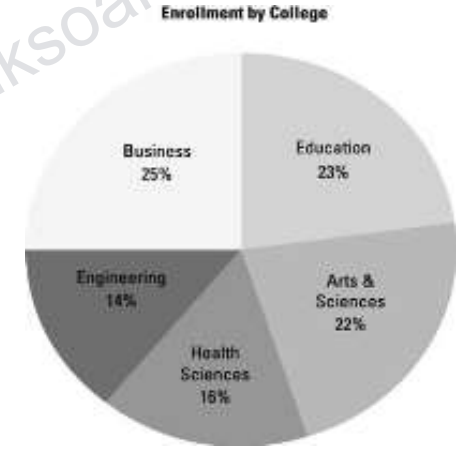 Enrollment by College
Business
25%
Education
23%
Engineering
14%
Arts &
Sciences
22%
Health
Sciences
16%